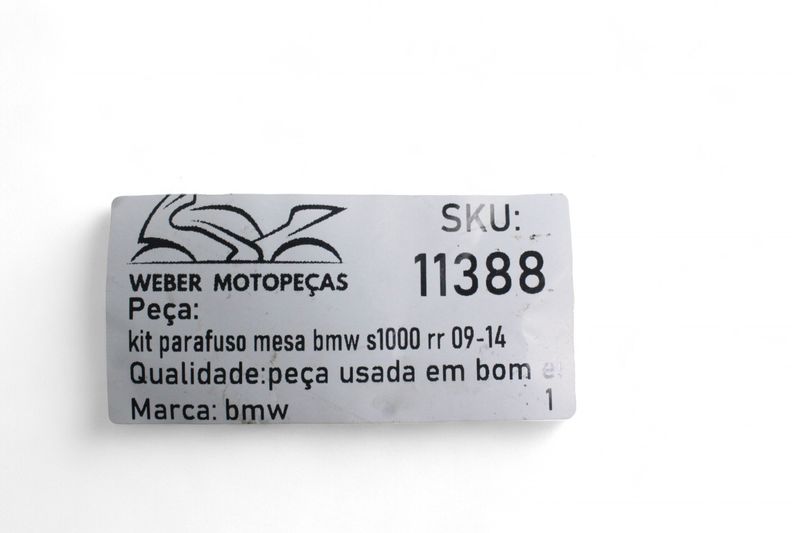 SKU:
11388
WEBER MOTOPEÇAS
Peça:
kit parafuso mesa bmw s1000 rr 09-14
Qualidade:peça usada em bom
Marca: bmw
1